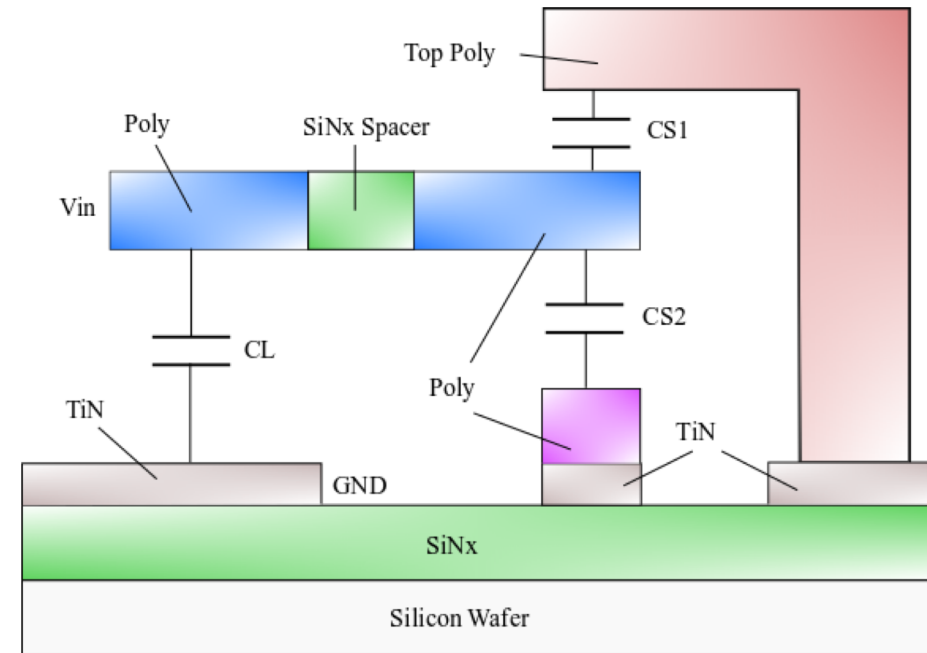 Top Poly
CS1
Poly
SiNx Spacer
Vin
CS2
CL
Poly
TiN
TiN
GND
SiNx
Silicon Wafer